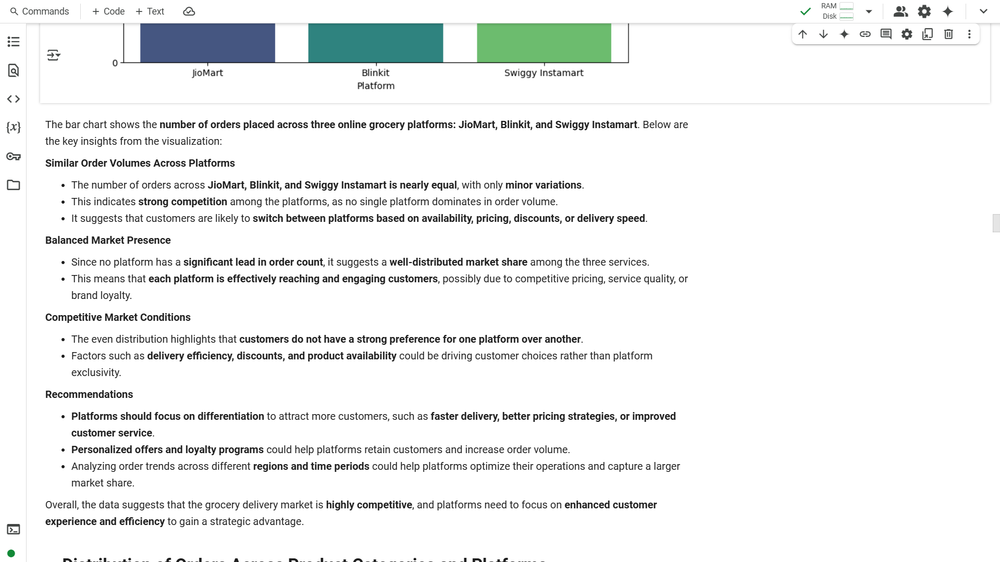 Commands + Code + Text
RAM
Disk
{x}
0
JioMart Blinkit Swiggy Instamart
Platform
The bar chart shows the number of orders placed across three online grocery platforms: JioMart, Blinkit, and Swiggy Instamart. Below are
the key insights from the visualization:
Similar Order Volumes Across Platforms
• The number of orders across JioMart, Blinkit, and Swiggy Instamart is nearly equal, with only minor variations.
• This indicates strong competition among the platforms, as no single platform dominates in order volume.
• It suggests that customers are likely to switch between platforms based on availability, pricing, discounts, or delivery speed.
Balanced Market Presence
• Since no platform has a significant lead in order count, it suggests a well-distributed market share among the three services.
• This means that each platform is effectively reaching and engaging customers, possibly due to competitive pricing, service quality, or
brand loyalty.
Competitive Market Conditions
• The even distribution highlights that customers do not have a strong preference for one platform over another.
• Factors such as delivery efficiency, discounts, and product availability could be driving customer choices rather than platform
exclusivity.
Recommendations
• Platforms should focus on differentiation to attract more customers, such as faster delivery, better pricing strategies, or improved
customer service.
• Personalized offers and loyalty programs could help platforms retain customers and increase order volume.
• Analyzing order trends across different regions and time periods could help platforms optimize their operations and capture a larger
market share.
Overall, the data suggests that the grocery delivery market is highly competitive, and platforms need to focus on enhanced customer
experience and efficiency to gain a strategic advantage.
Distribution of Orders Across Product Categories and Platforms